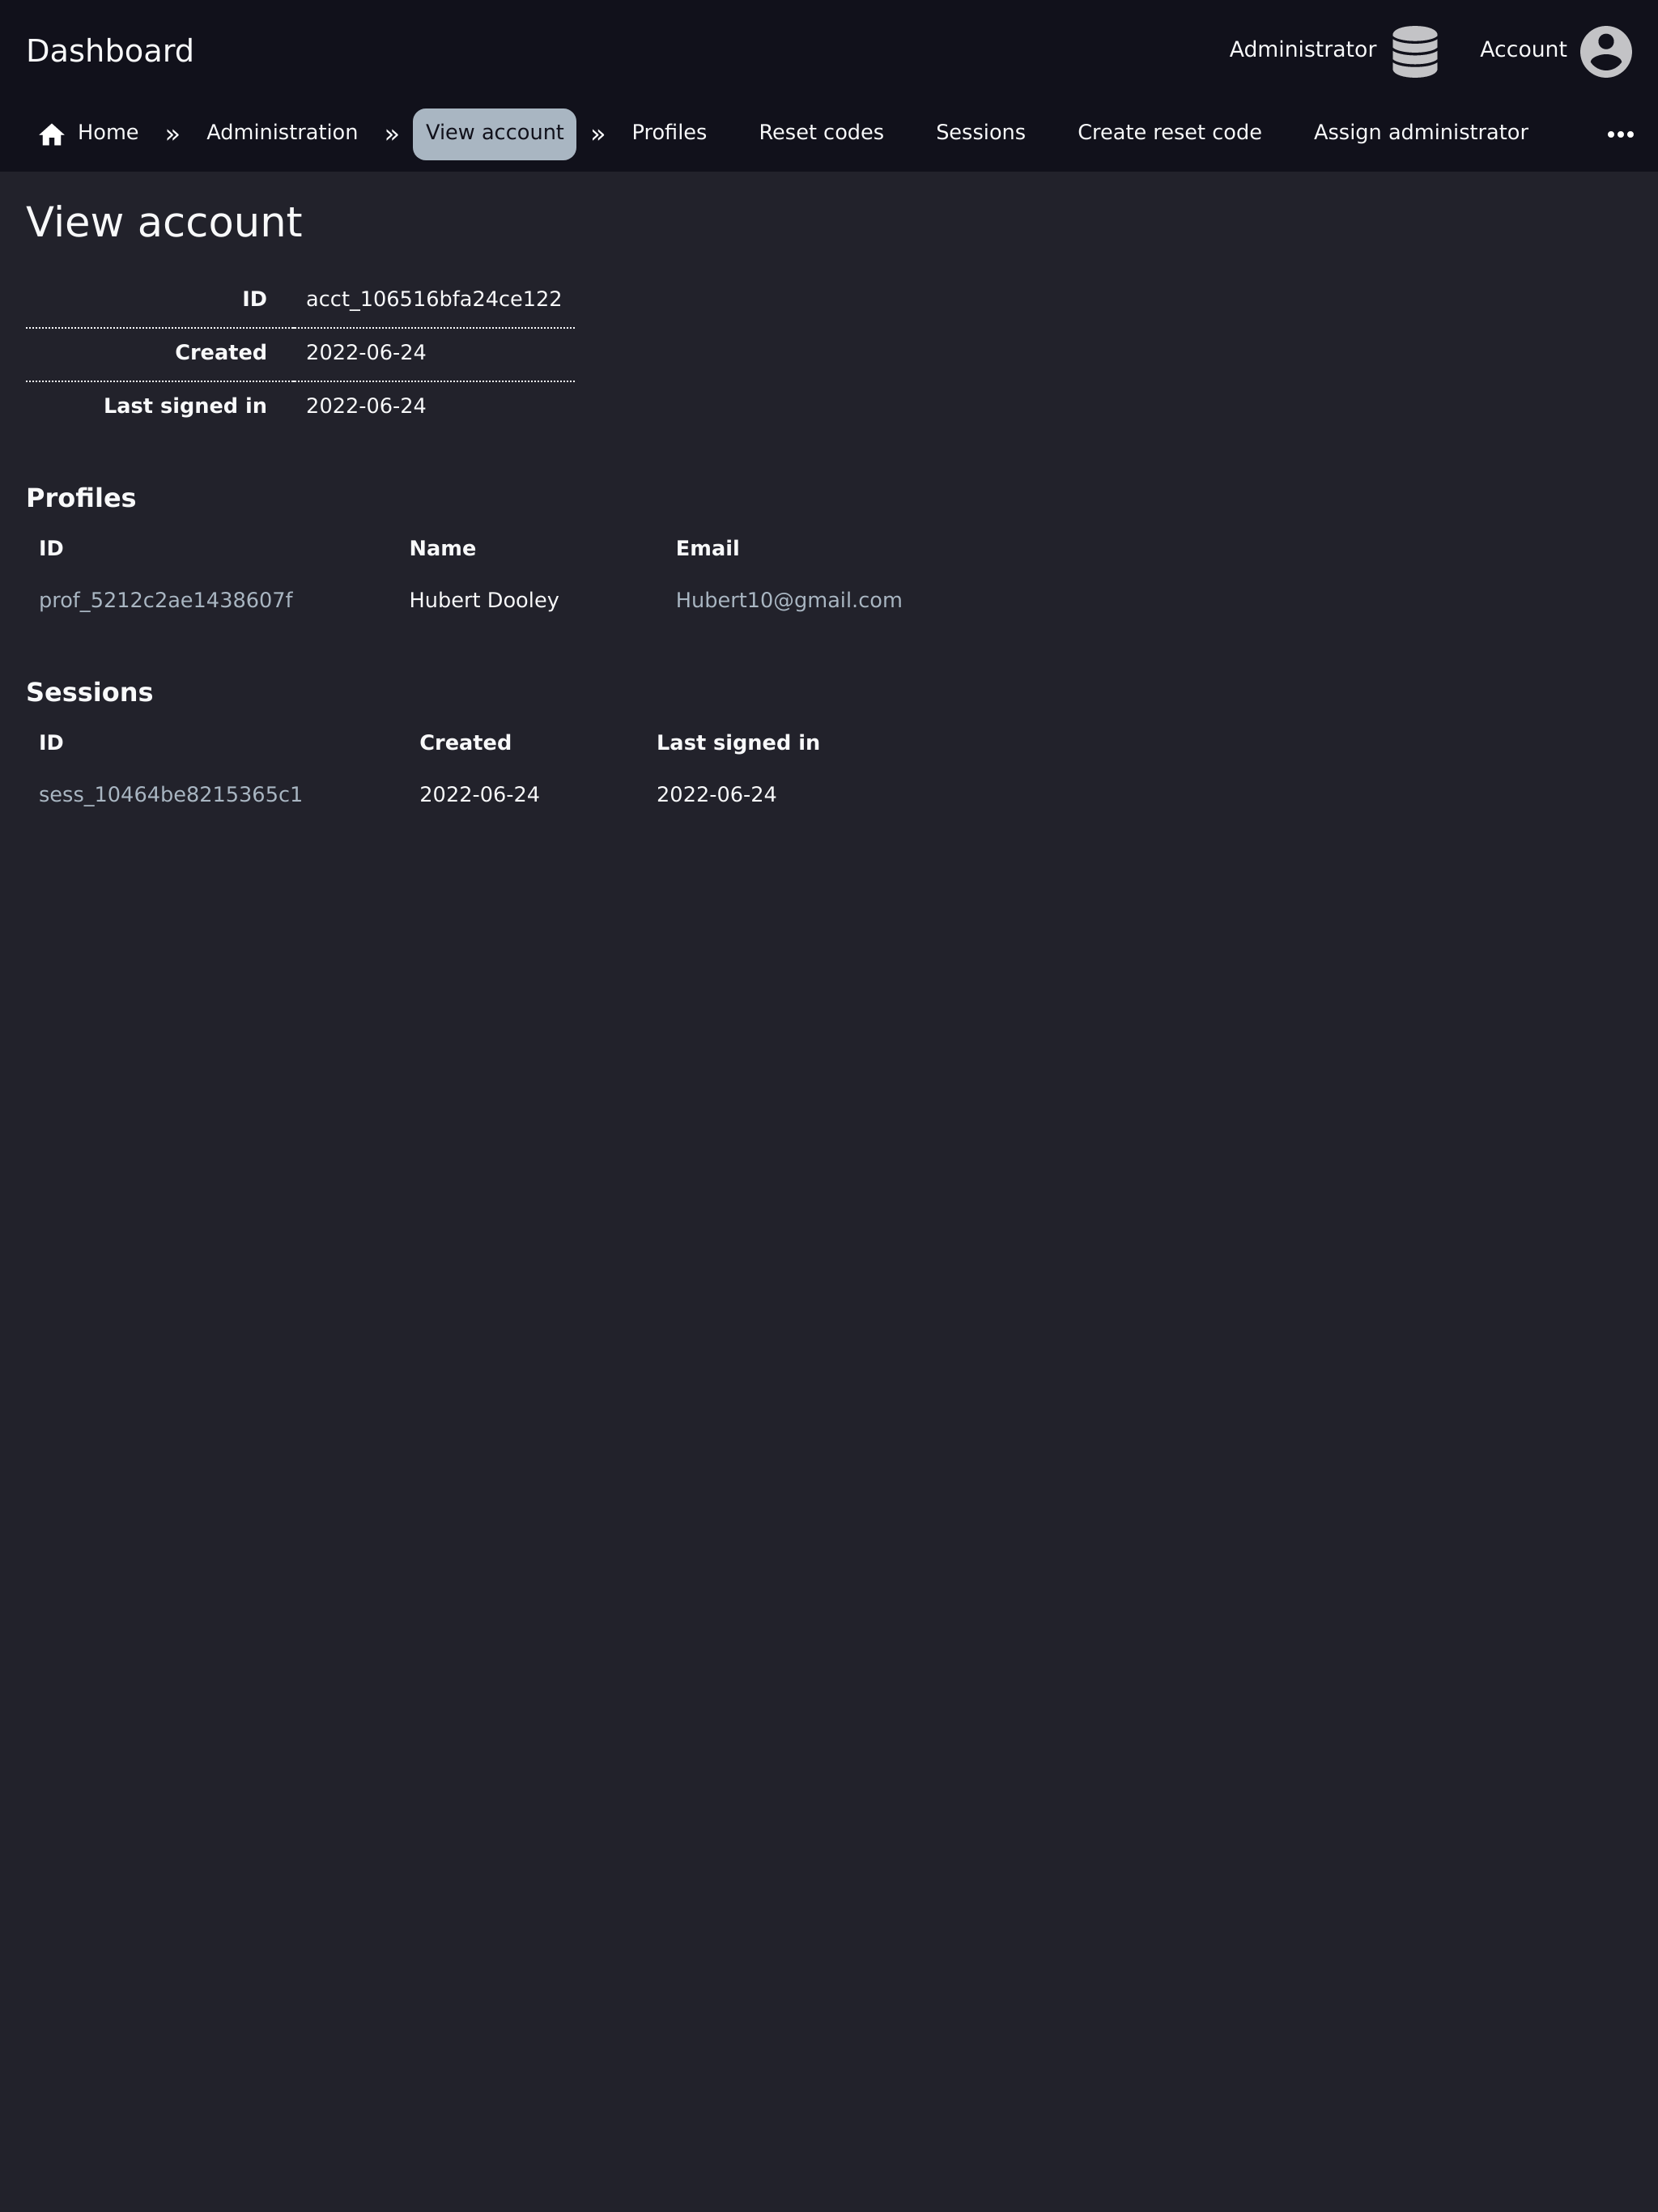 Dashboard
Administrator Account
Home » Administration » View account » Profiles Reset codes Sessions Create reset code Assign administrator •••
View account
ID acct_106516bfa24ce122
Created 2022-06-24
Last signed in 2022-06-24
Profiles
ID Name Email
prof_5212c2ae1438607f Hubert Dooley Hubert10@gmail.com
Sessions
ID Created Last signed in
sess_10464be8215365c1 2022-06-24 2022-06-24